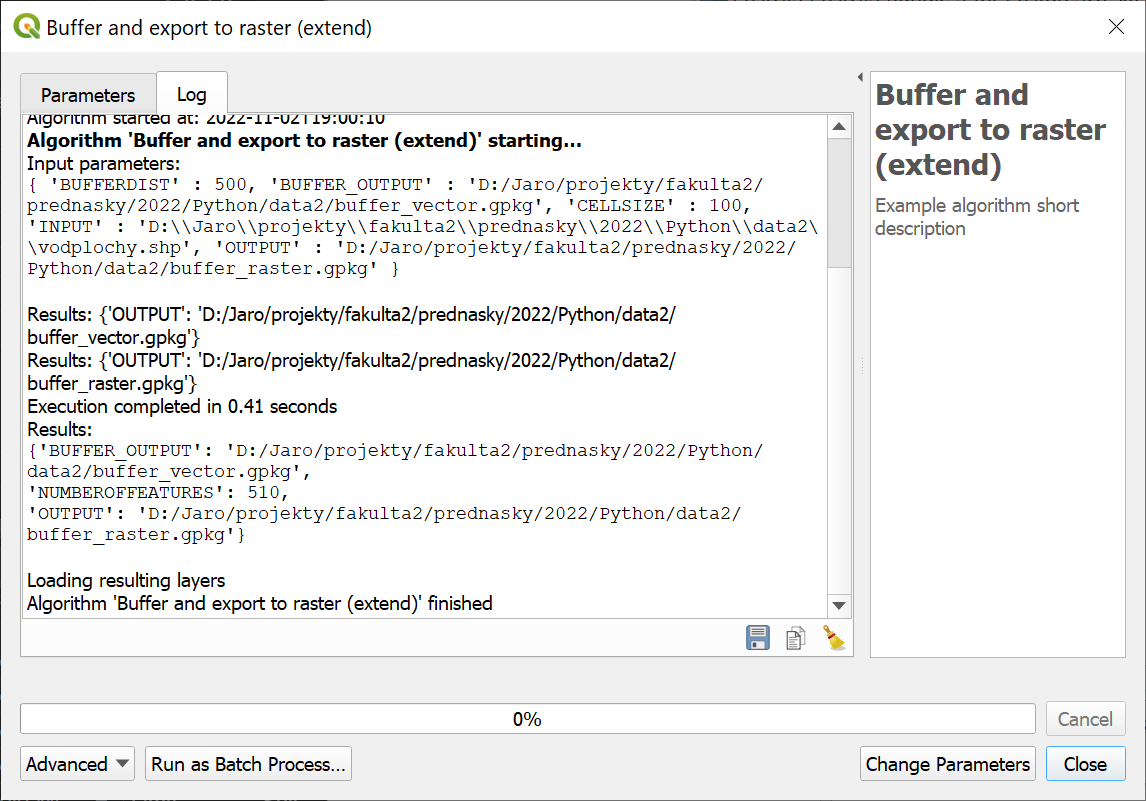 Buffer and export to raster (extend)
Parameters
Log
Algorithm started at: 2022-11-02T19:00:10
Algorithm 'Buffer and export to raster (extend)' starting…
Input parameters:
{ 'BUFFERDIST' : 500, 'BUFFER_OUTPUT' : 'D:/Jaro/projekty/fakulta2/
prednasky/2022/Python/data2/buffer_vector.gpkg', 'CELLSIZE' : 100,
'INPUT' : 'D:\\Jaro\\projekty\\fakulta2\\prednasky\\2022\\Python\\data2\
\vodplochy.shp', 'OUTPUT' : 'D:/Jaro/projekty/fakulta2/prednasky/2022/
Python/data2/buffer_raster.gpkg' }
Results: {'OUTPUT': 'D:/Jaro/projekty/fakulta2/prednasky/2022/Python/data2/
buffer_vector.gpkg'}
Results: {'OUTPUT': 'D:/Jaro/projekty/fakulta2/prednasky/2022/Python/data2/
buffer_raster.gpkg'}
Execution completed in 0.41 seconds
Results:
{'BUFFER_OUTPUT': 'D:/Jaro/projekty/fakulta2/prednasky/2022/Python/
data2/buffer_vector.gpkg',
'NUMBEROFFEATURES': 510,
'OUTPUT': 'D:/Jaro/projekty/fakulta2/prednasky/2022/Python/data2/
buffer_raster.gpkg'}
Loading resulting layers
Algorithm 'Buffer and export to raster (extend)' finished
Buffer and
export to raster
(extend)
Example algorithm short
description
0%
Cancel
Advanced
Run as Batch Process…
Change Parameters
Close